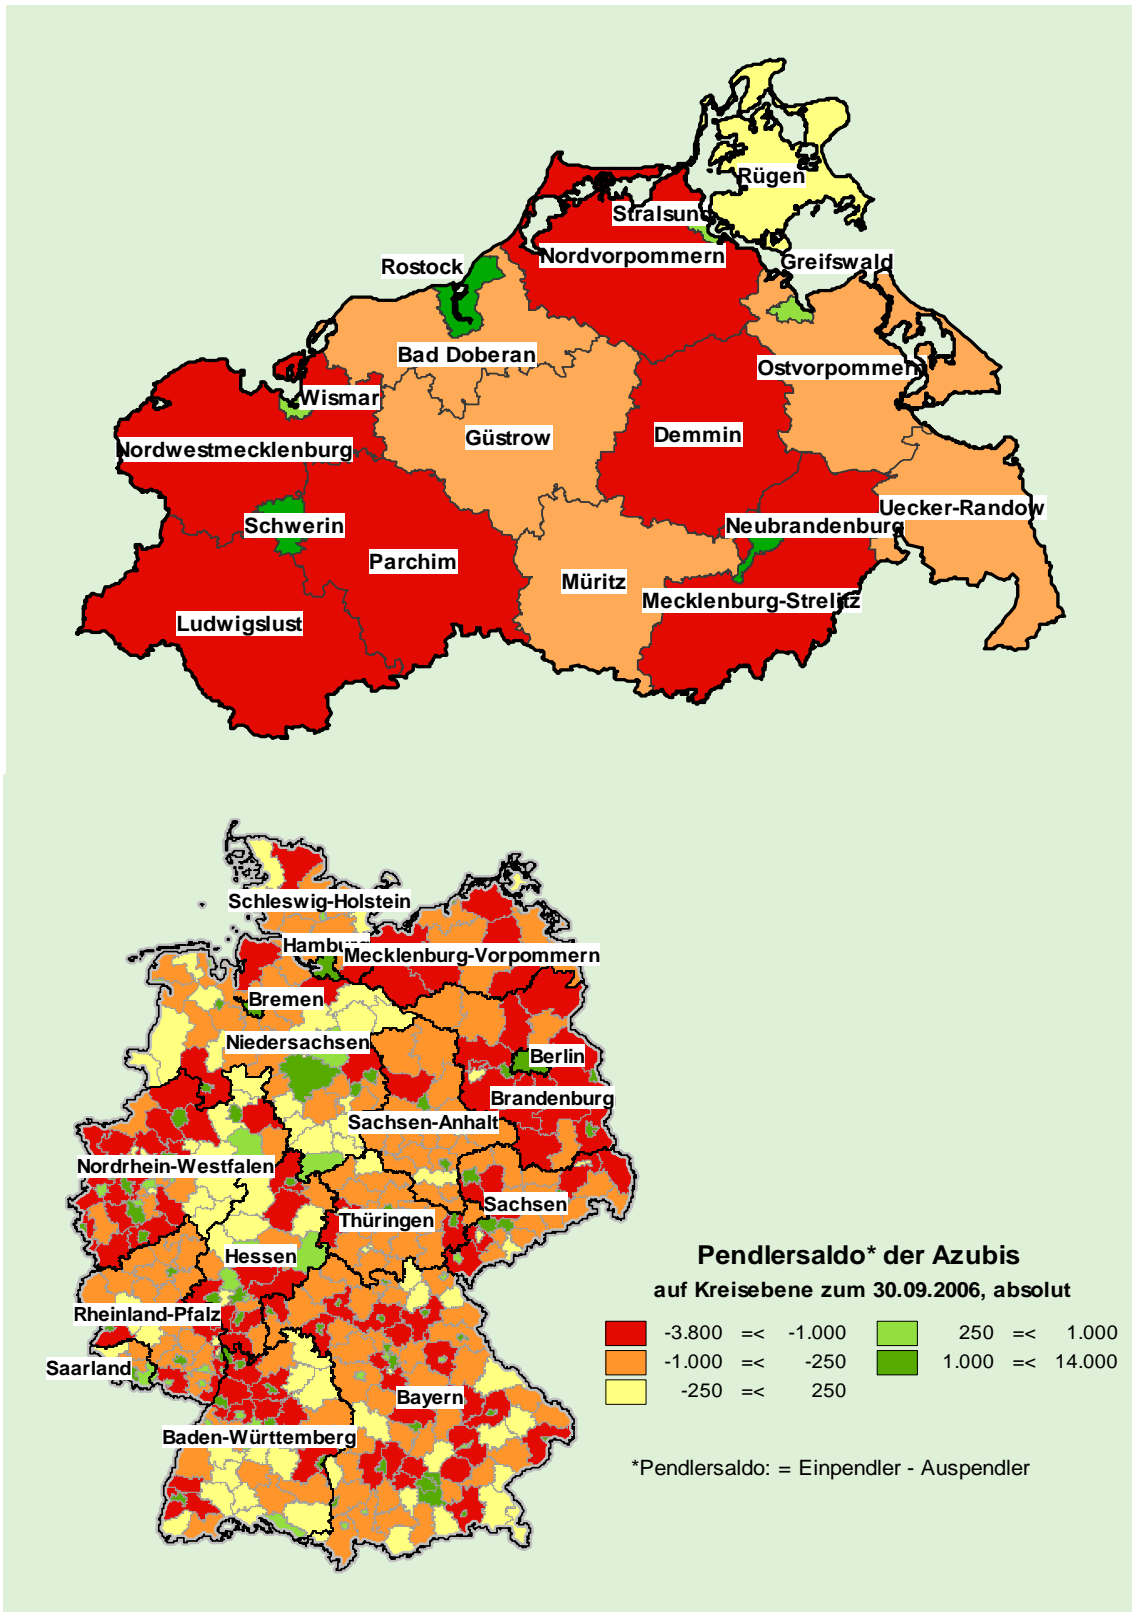 Rügen
Stralsund
Nordvorpommern
Greifswald
Rostock
Bad Doberan
Ostvorpommern
Wismar
Güstrow
Demmin
Nordwestmecklenburg
Uecker-Randow
Schwerin
Neubrandenburg
Parchim
Müritz
Mecklenburg-Strelitz
Ludwigslust
Schleswig-Holstein
Hamburg
Mecklenburg-Vorpommern
Bremen
Niedersachsen
Berlin
Brandenburg
Sachsen-Anhalt
Nordrhein-Westfalen
Sachsen
Thüringen
Hessen
Rheinland-Pfalz
Saarland
Bayern
Baden-Württemberg
Pendlersaldo* der Azubis
auf Kreisebene zum 30.09.2006, absolut
-3.800 =< -1.000 250 =< 1.000
-1.000 =< -250 1.000 =< 14.000
-250 =< 250
*Pendlersaldo: = Einpendler - Auspendler